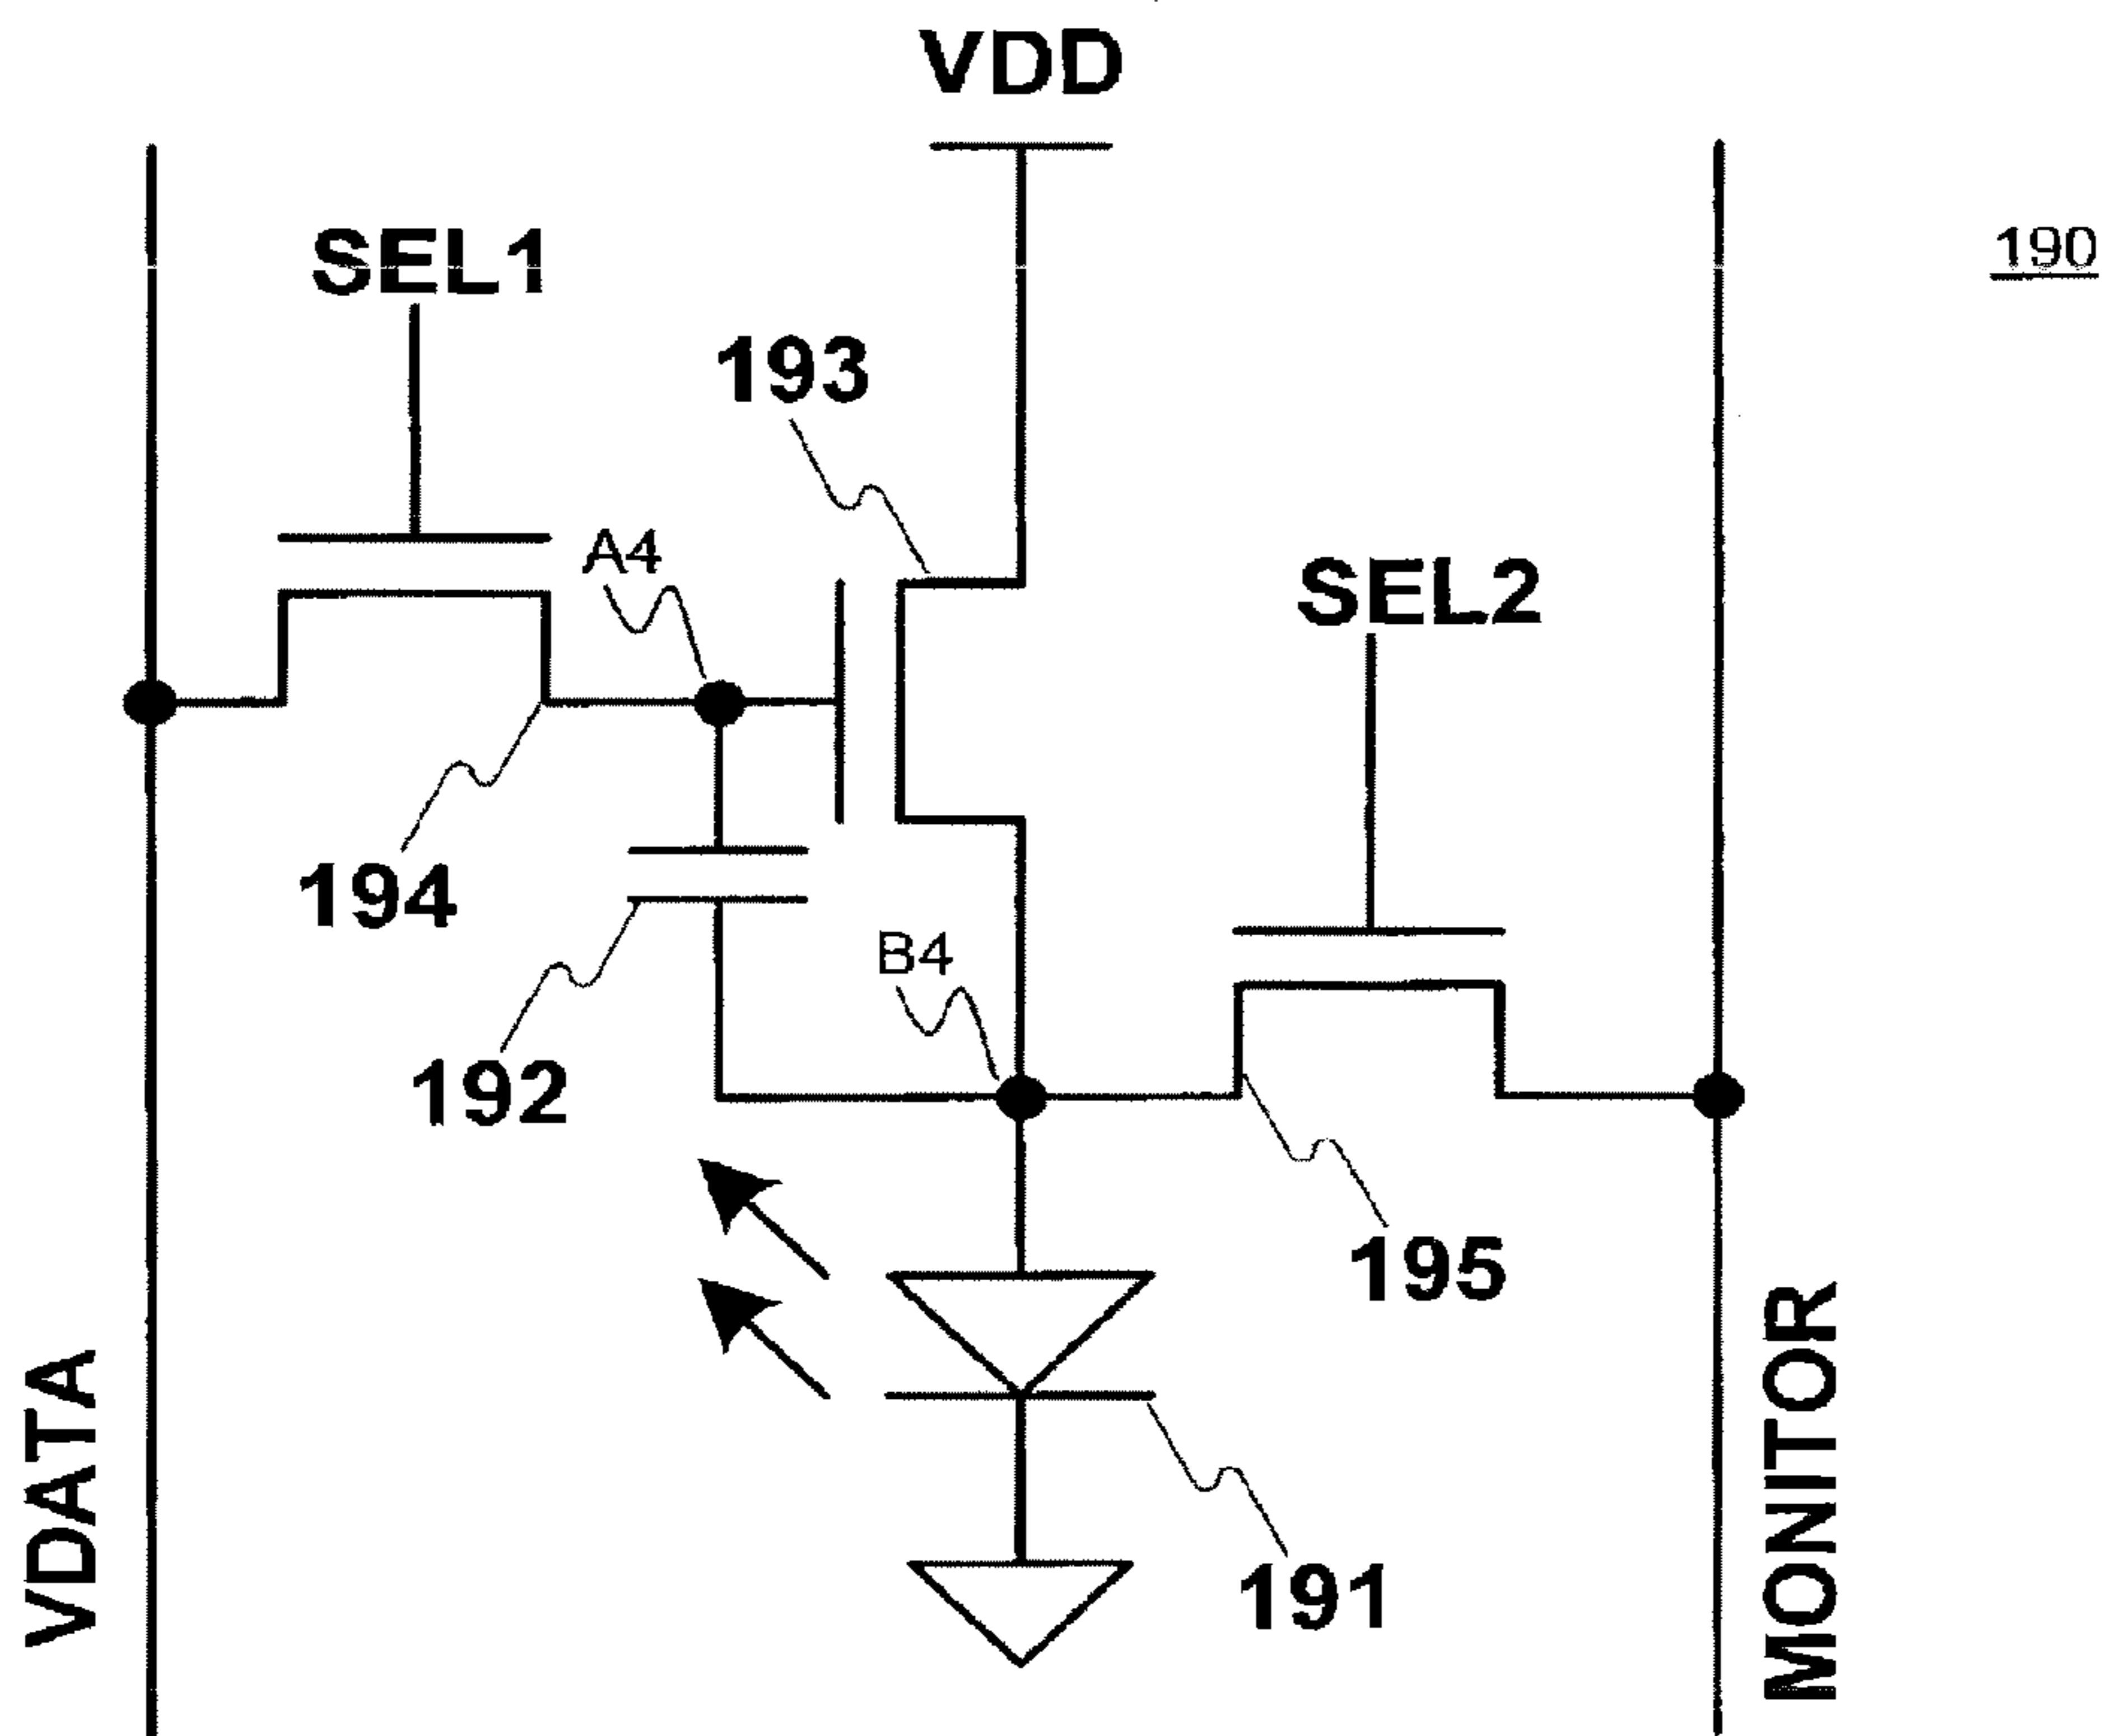 VDD
SEL1
190
193
A4
SEL2
194
B4
192
195
VDATA
MONITOR
191